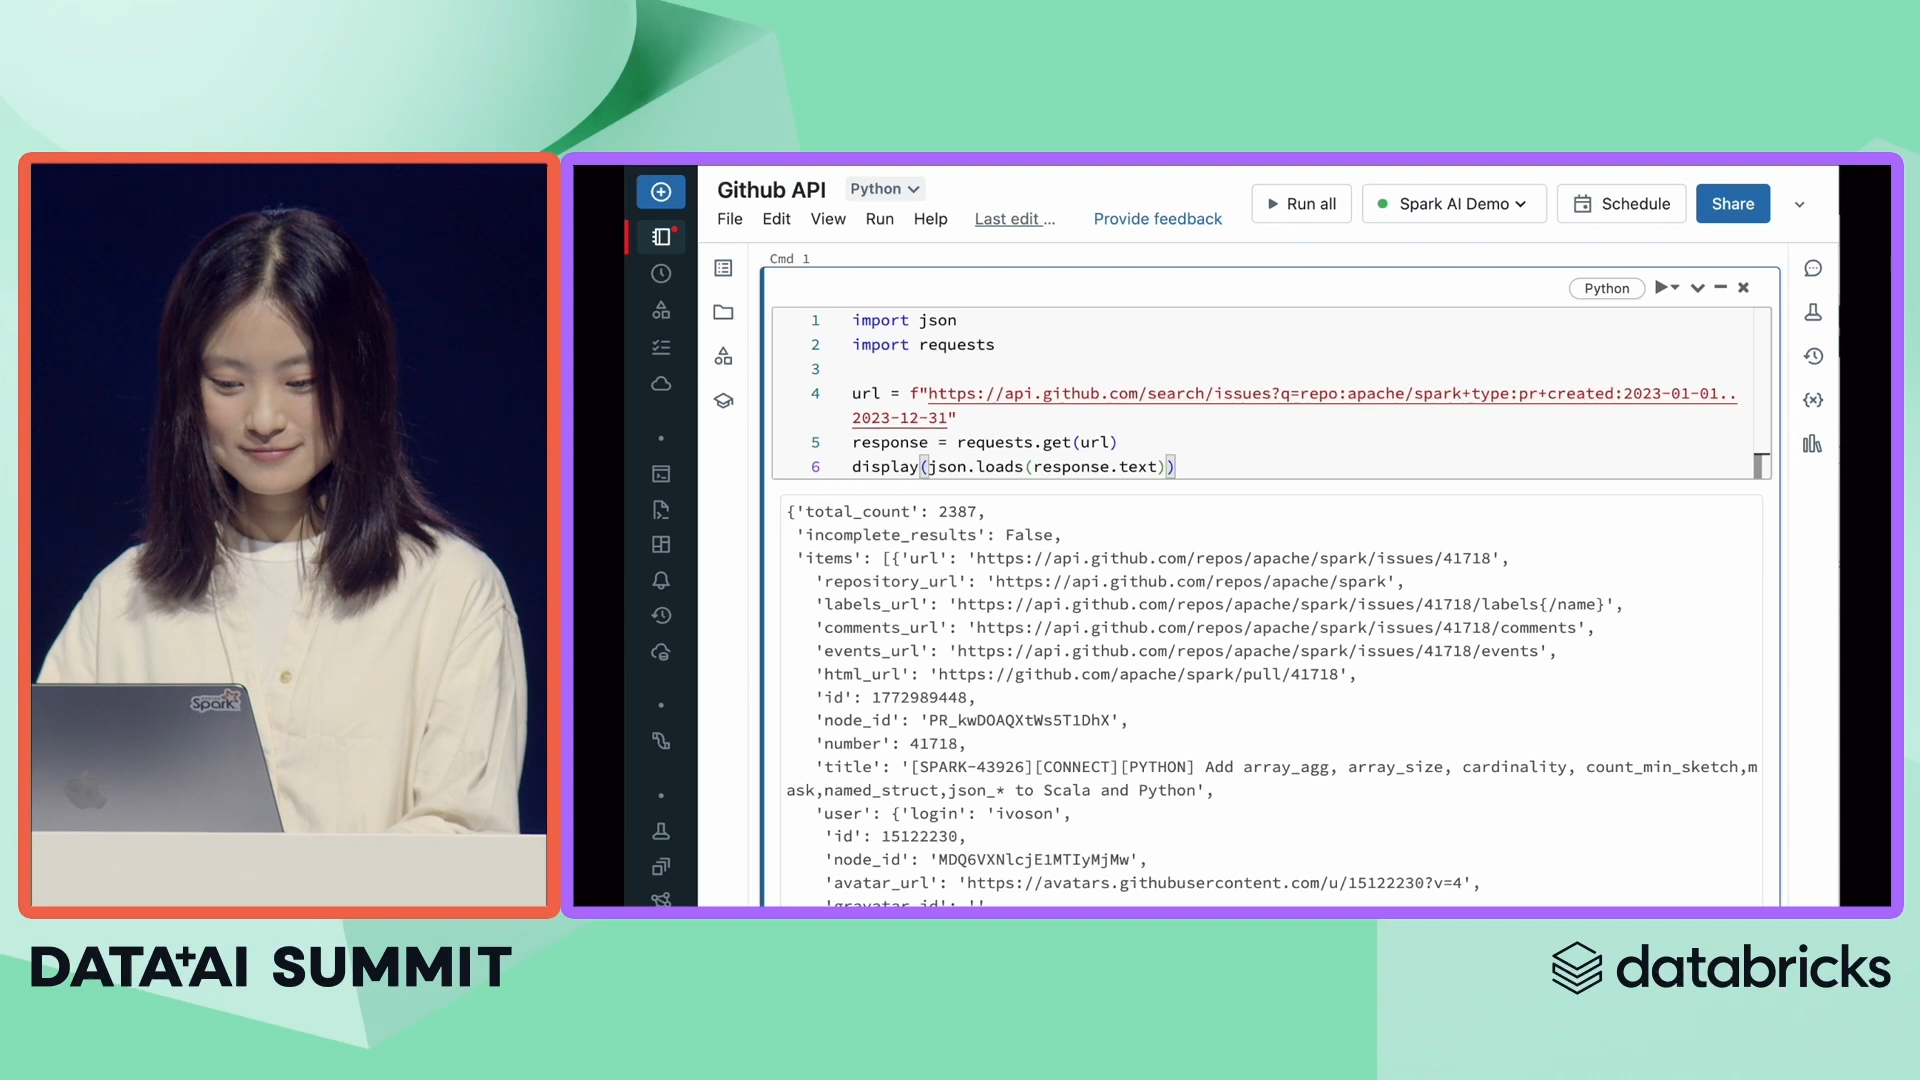 Github API
Python
File
Edit
View
Run
Help
Last edit ...
Provide feedback
Run all
Spark AI Demo
Schedule
Share
Cmd 1
Python
1 import json
2 import requests
3
4 url = f"https://api.github.com/search/issues?q=repo:apache/spark+type:pr+created:2023-01-01..
2023-12-31"
5 response = requests.get(url)
6 display(json.loads(response.text))
{'total_count': 2387,
'incomplete_results': False,
'items': [{'url': 'https://api.github.com/repos/apache/spark/issues/41718',
'repository_url': 'https://api.github.com/repos/apache/spark',
'labels_url': 'https://api.github.com/repos/apache/spark/issues/41718/labels{/name}',
'comments_url': 'https://api.github.com/repos/apache/spark/issues/41718/comments',
'events_url': 'https://api.github.com/repos/apache/spark/issues/41718/events',
'html_url': 'https://github.com/apache/spark/pull/41718',
'id': 1772989448,
'node_id': 'PR_kwDOAQXtWs5T1DhX',
'number': 41718,
'title': '[SPARK-43926][CONNECT][PYTHON] Add array_agg, array_size, cardinality, count_min_sketch,m
ask,named_struct,json_* to Scala and Python',
'user': {'login': 'ivoson',
'id': 15122230,
'node_id': 'MDQ6VXNlcjE1MTIyMjMw',
'avatar_url': 'https://avatars.githubusercontent.com/u/15122230?v=4',
'gravatar_id': ''
Spark
DATA+AI SUMMIT
databricks